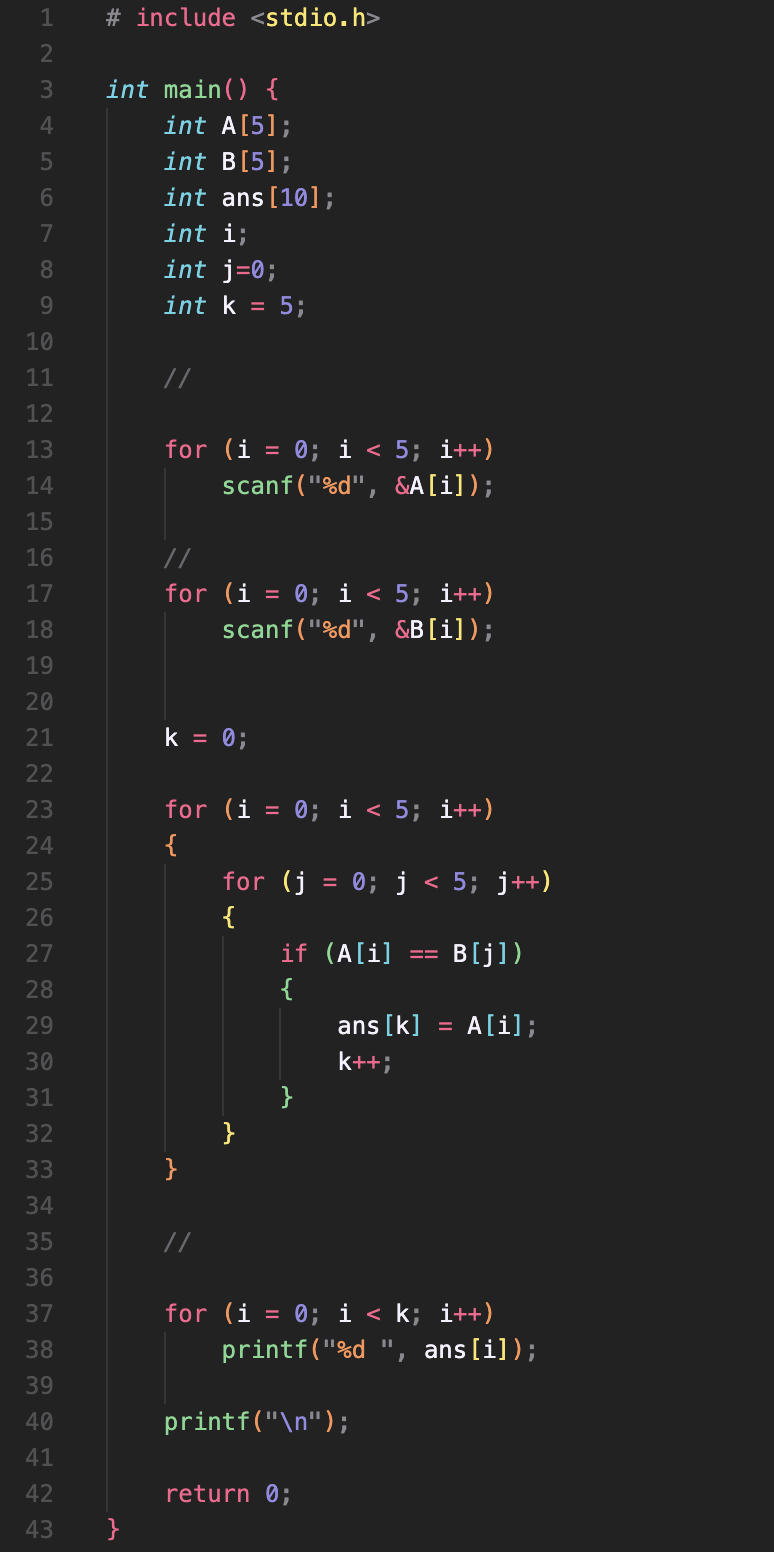 1 # include <stdio.h>
2
3 int main() {
4     int A[5];
5     int B[5];
6     int ans[10];
7     int i;
8     int j=0;
9     int k = 5;
10
11     //
12
13     for (i = 0; i < 5; i++)
14         scanf("%d", &A[i]);
15
16     //
17     for (i = 0; i < 5; i++)
18         scanf("%d", &B[i]);
19
20
21     k = 0;
22
23     for (i = 0; i < 5; i++)
24     {
25         for (j = 0; j < 5; j++)
26         {
27             if (A[i] == B[j])
28             {
29                 ans[k] = A[i];
30                 k++;
31             }
32         }
33     }
34
35     //
36
37     for (i = 0; i < k; i++)
38         printf("%d ", ans[i]);
39
40     printf("\n");
41
42     return 0;
43 }